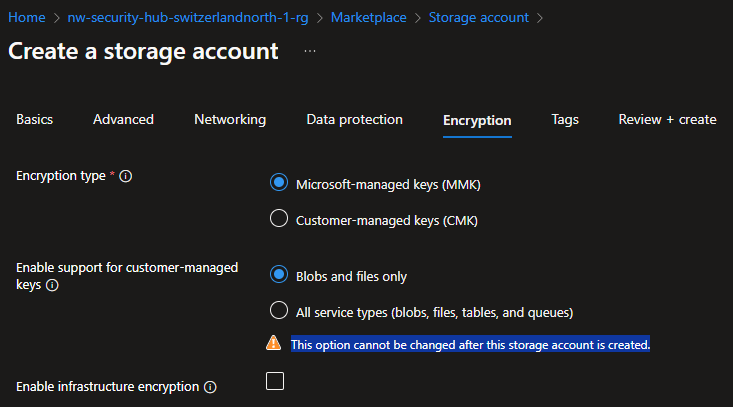 Home > nw-security-hub-switzerlandnorth-1-rg > Marketplace > Storage account >
Create a storage account ...
Basics Advanced Networking Data protection Encryption Tags Review + create
Encryption type *
Microsoft-managed keys (MMK)
Customer-managed keys (CMK)
Enable support for customer-managed
keys
Blobs and files only
All service types (blobs, files, tables, and queues)
This option cannot be changed after this storage account is created.
Enable infrastructure encryption